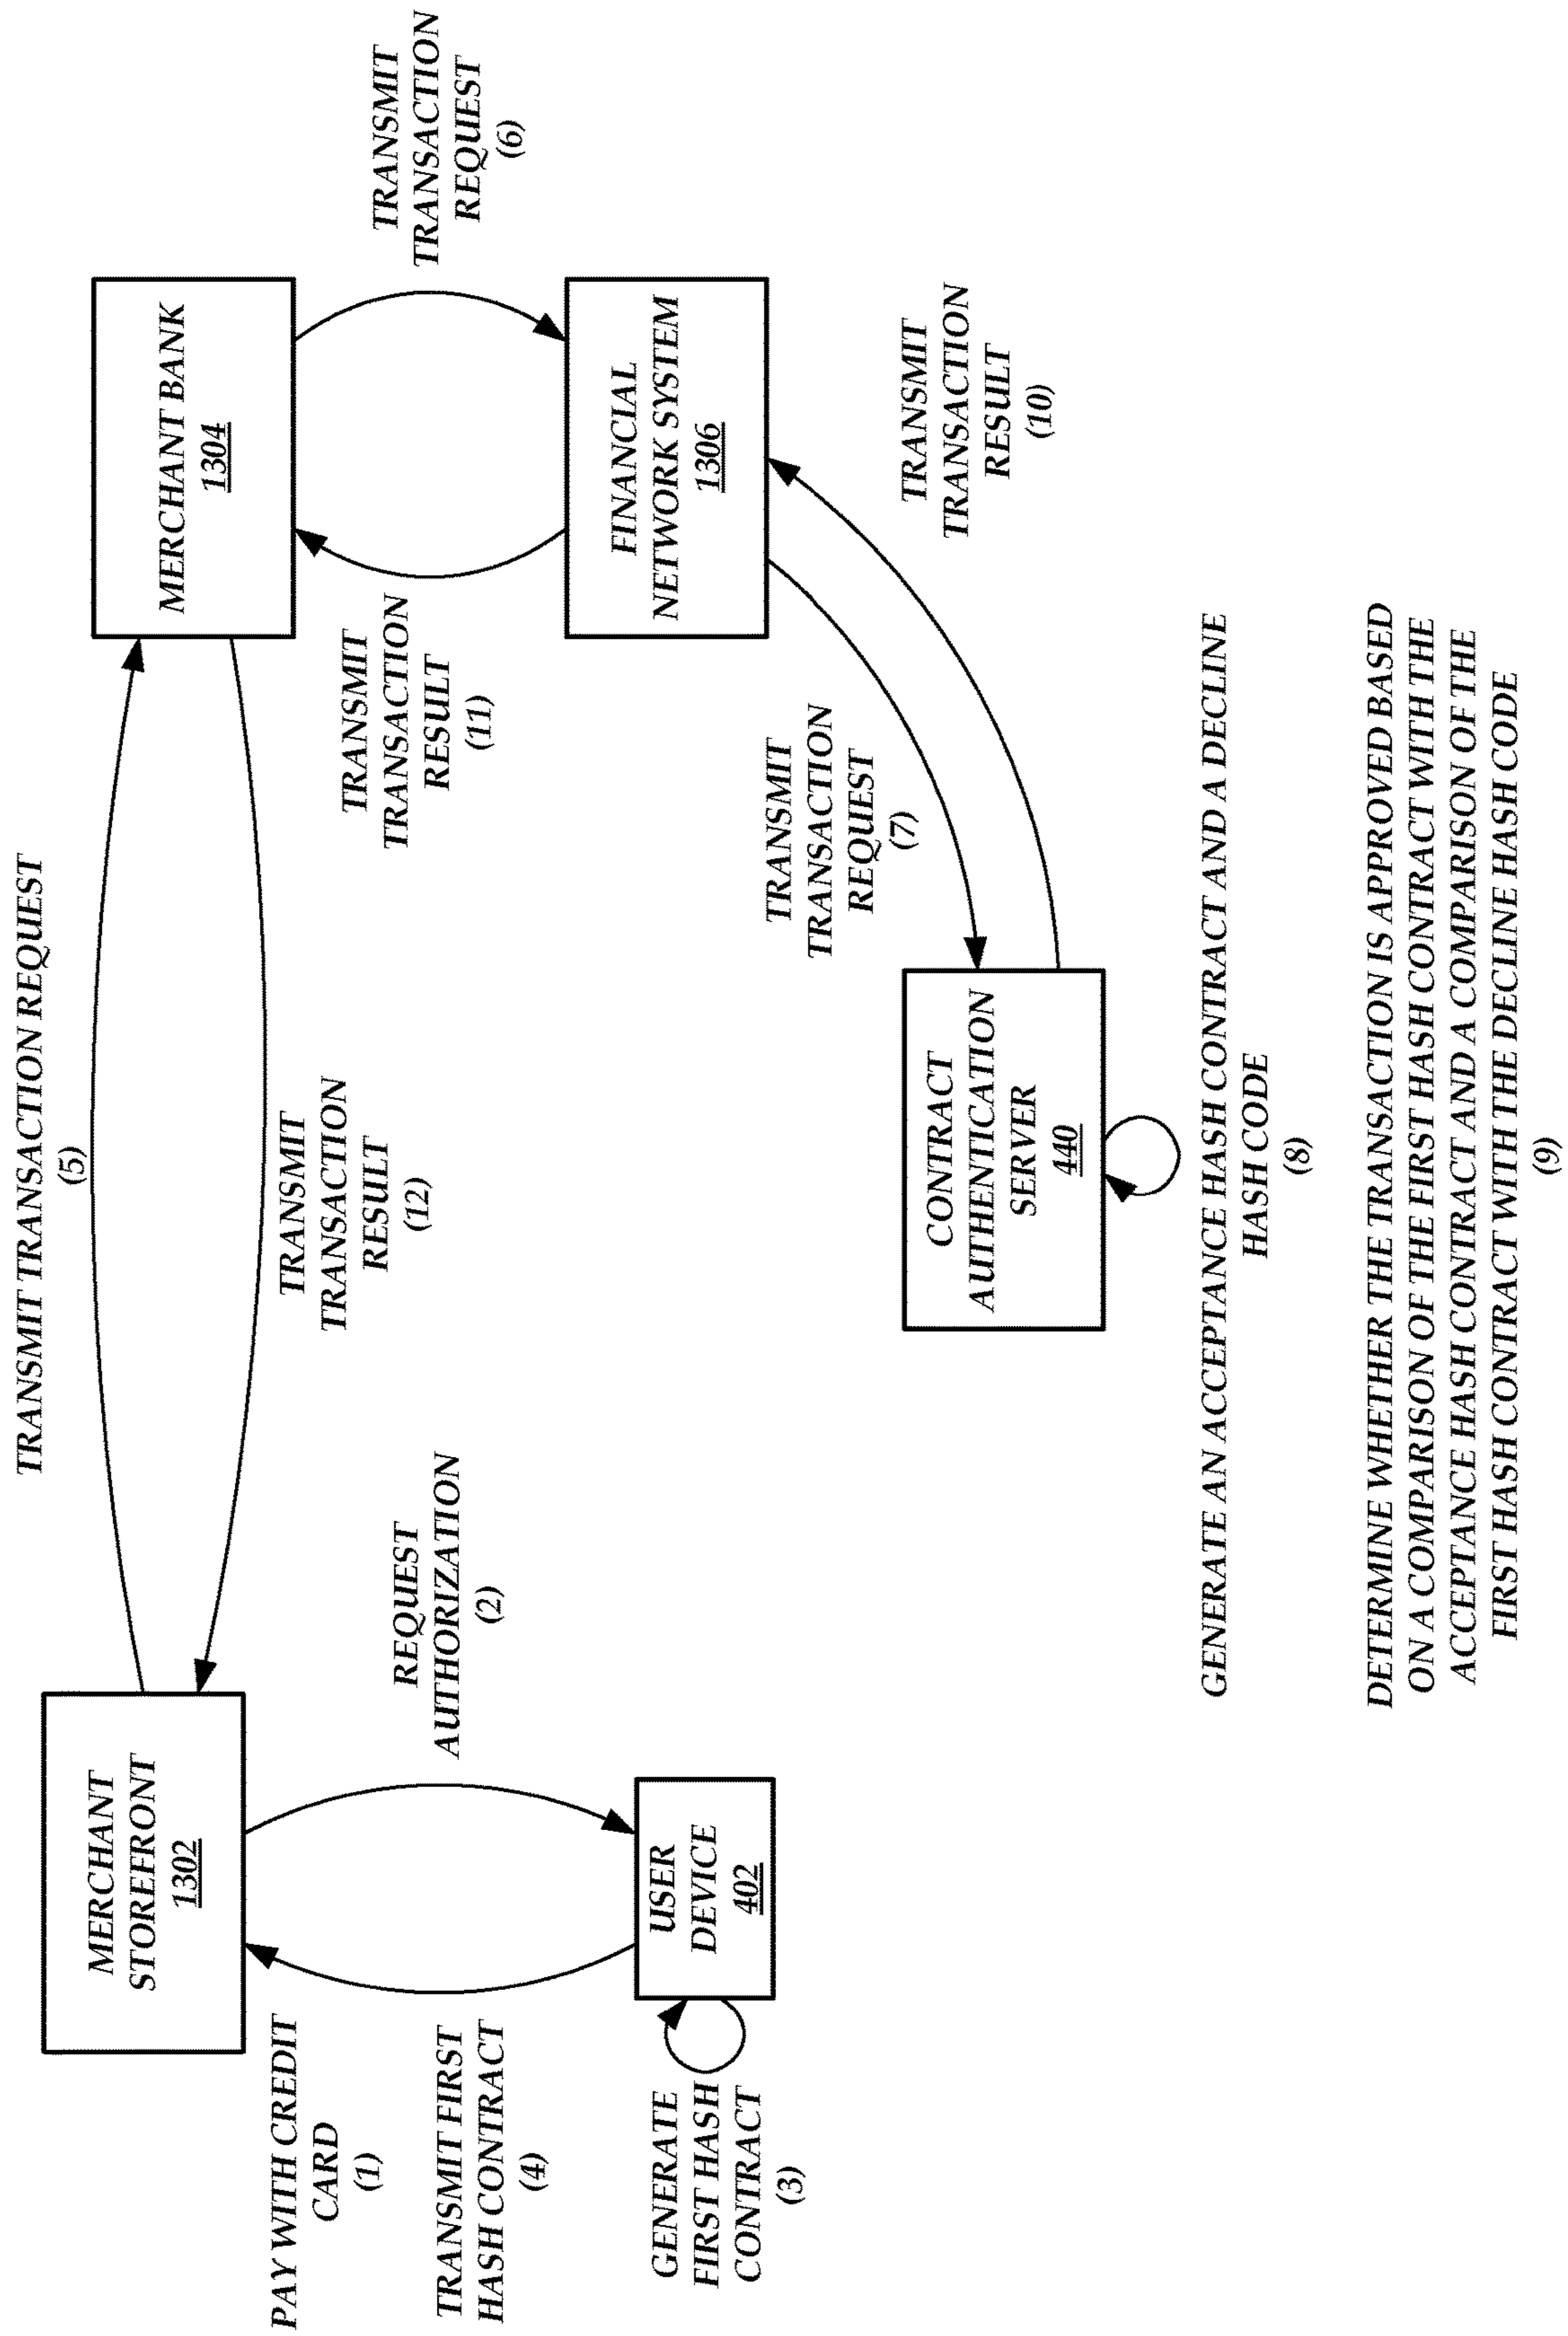 TRANSMIT TRANSACTION REQUEST
(5)
MERCHANT
STOREFRONT
1302
MERCHANT BANK
1304
TRANSMIT
TRANSACTION
RESULT
(12)
PAY WITH CREDIT
CARD
(1)
TRANSMIT FIRST
HASH CONTRACT
(4)
REQUEST
AUTHORIZATION
(2)
TRANSMIT
TRANSACTION
RESULT
(11)
TRANSMIT
TRANSACTION
REQUEST
(6)
GENERATE
FIRST HASH
CONTRACT
(3)
USER
DEVICE
402
FINANCIAL
NETWORK SYSTEM
1306
TRANSMIT
TRANSACTION
REQUEST
(7)
TRANSMIT
TRANSACTION
RESULT
(10)
CONTRACT
AUTHENTICATION
SERVER
440
GENERATE AN ACCEPTANCE HASH CONTRACT AND A DECLINE
HASH CODE
(8)
DETERMINE WHETHER THE TRANSACTION IS APPROVED BASED
ON A COMPARISON OF THE FIRST HASH CONTRACT WITH THE
ACCEPTANCE HASH CONTRACT AND A COMPARISON OF THE
FIRST HASH CONTRACT WITH THE DECLINE HASH CODE
(9)